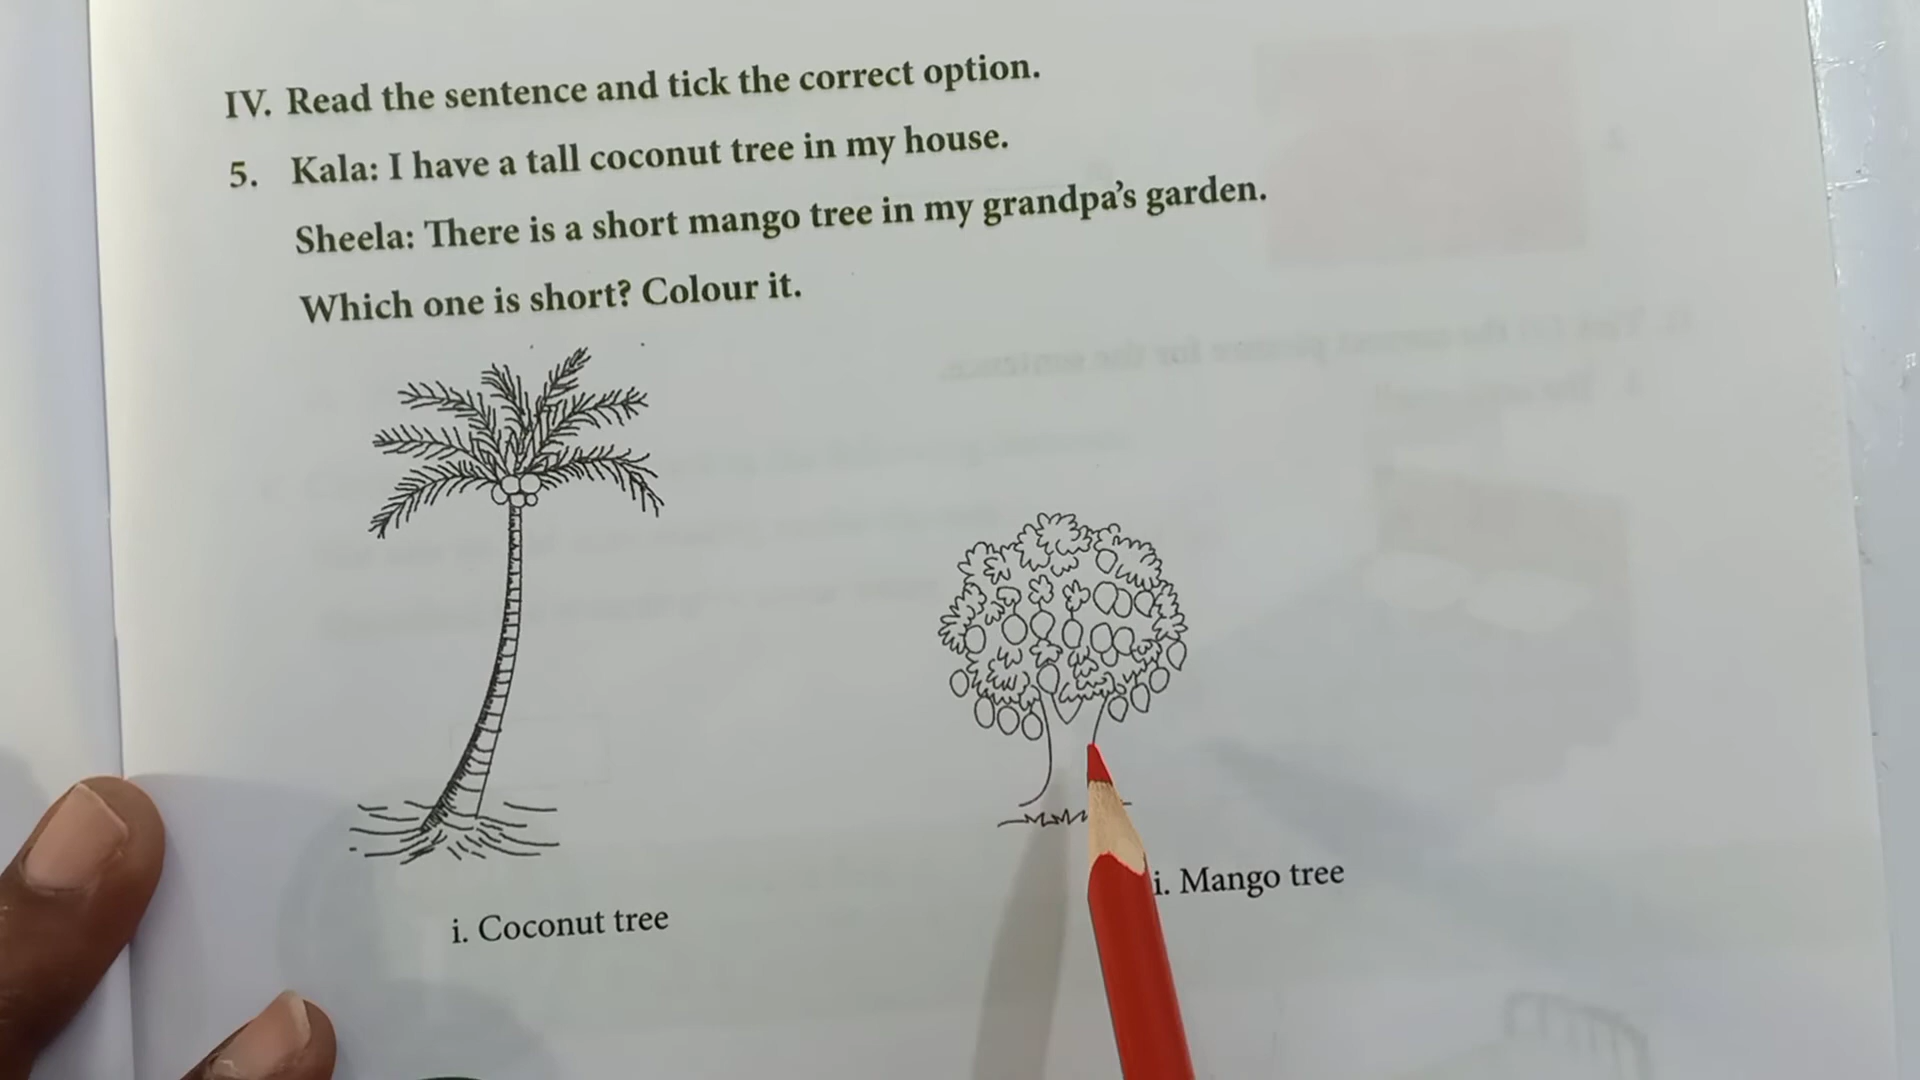 IV. Read the sentence and tick the correct option.
5. Kala: I have a tall coconut tree in my house.
Sheela: There is a short mango tree in my grandpa's garden.
Which one is short? Colour it.
i. Coconut tree
i. Mango tree